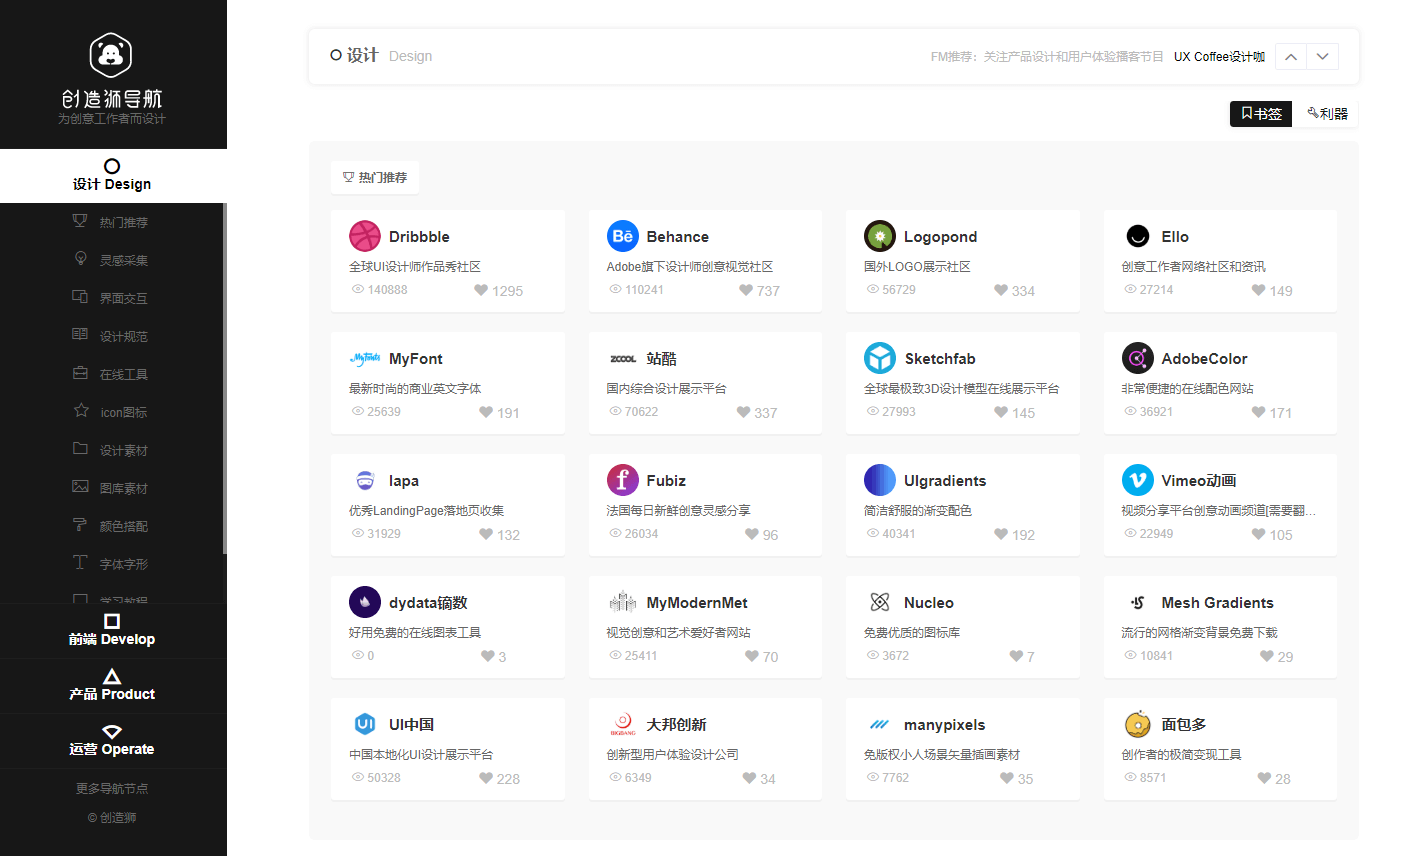 创造狮导航
为创意工作者而设计
设计 Design
热门推荐
灵感采集
界面交互
设计规范
在线工具
icon图标
设计素材
图库素材
颜色搭配
字体字形
学习教程
前端 Develop
产品 Product
运营 Operate
更多导航节点
© 创造狮
设计 Design
FM推荐：关注产品设计和用户体验播客节目 UX Coffee设计咖
书签 利器
热门推荐
Dribbble
全球UI设计师作品秀社区
140888 1295
Bē Behance
Adobe旗下设计师创意视觉社区
110241 737
Logopond
国外LOGO展示社区
56729 334
Ello
创意工作者网络社区和资讯
27214 149
MyFonts MyFont
最新时尚的商业英文字体
25639 191
ZCOOL 站酷
国内综合设计展示平台
70622 337
Sketchfab
全球最极致3D设计模型在线展示平台
27993 145
AdobeColor
非常便捷的在线配色网站
36921 171
lapa
优秀LandingPage落地页收集
31929 132
f Fubiz
法国每日新鲜创意灵感分享
26034 96
UIgradients
简洁舒服的渐变配色
40341 192
Vimeo动画
视频分享平台创意动画频道[需要翻...
22949 105
dydata镝数
好用免费的在线图表工具
0 3
MyModernMet
视觉创意和艺术爱好者网站
25411 70
Nucleo
免费优质的图标库
3672 7
Mesh Gradients
流行的网格渐变背景免费下载
10841 29
UI UI中国
中国本地化UI设计展示平台
50328 228
BIGBANG 大邦创新
创新型用户体验设计公司
6349 34
manypixels
免版权小人场景矢量插画素材
7762 35
面包多
创作者的极简变现工具
8571 28